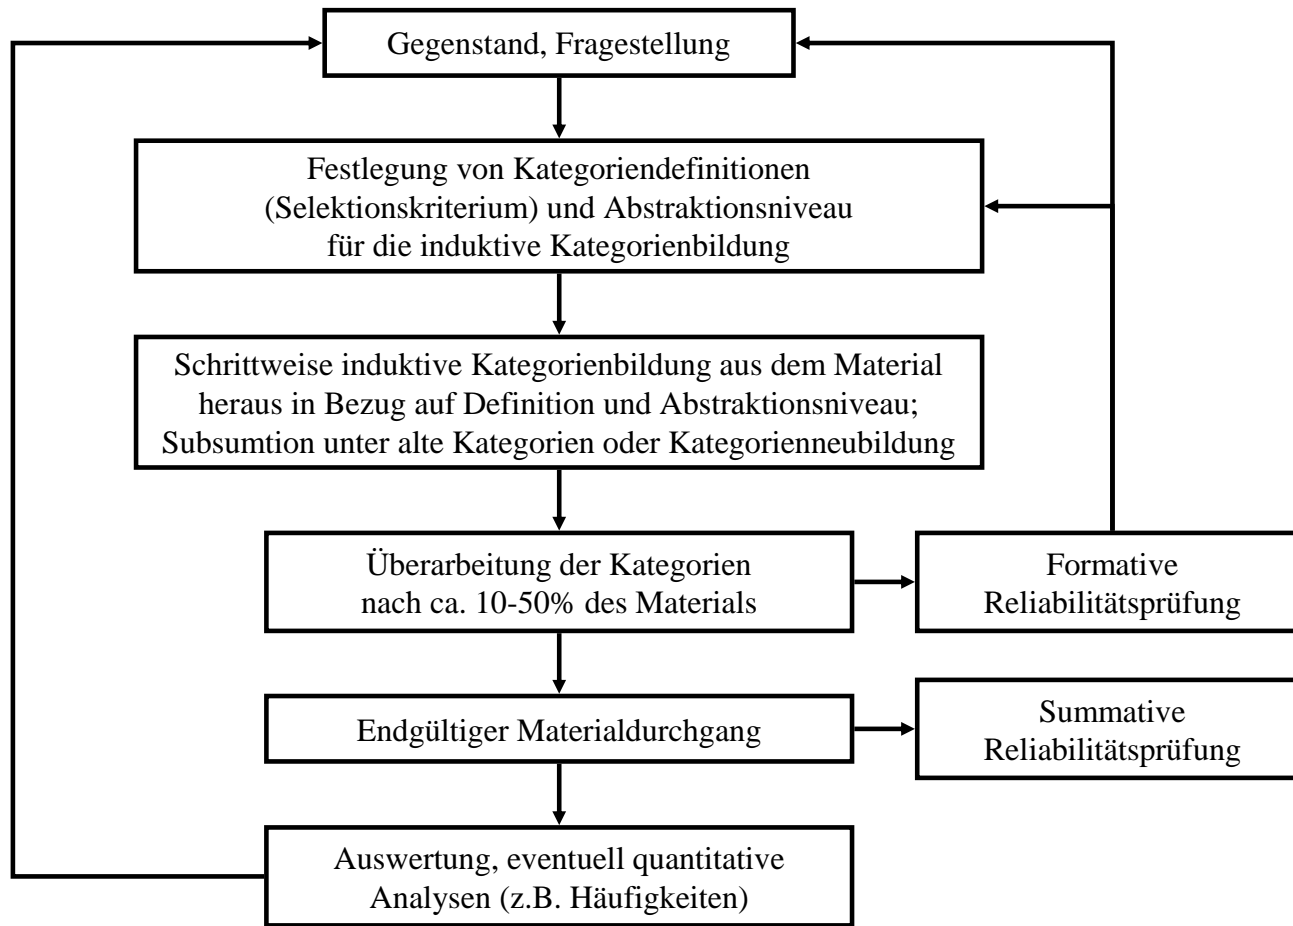 Gegenstand, Fragestellung
Festlegung von Kategoriendefinitionen
(Selektionskriterium) und Abstraktionsniveau
für die induktive Kategorienbildung
Schrittweise induktive Kategorienbildung aus dem Material
heraus in Bezug auf Definition und Abstraktionsniveau;
Subsumtion unter alte Kategorien oder Kategorienneubildung
Überarbeitung der Kategorien
nach ca. 10-50% des Materials
Formative
Reliabilitätsprüfung
Endgültiger Materialdurchgang
Summative
Reliabilitätsprüfung
Auswertung, eventuell quantitative
Analysen (z.B. Häufigkeiten)